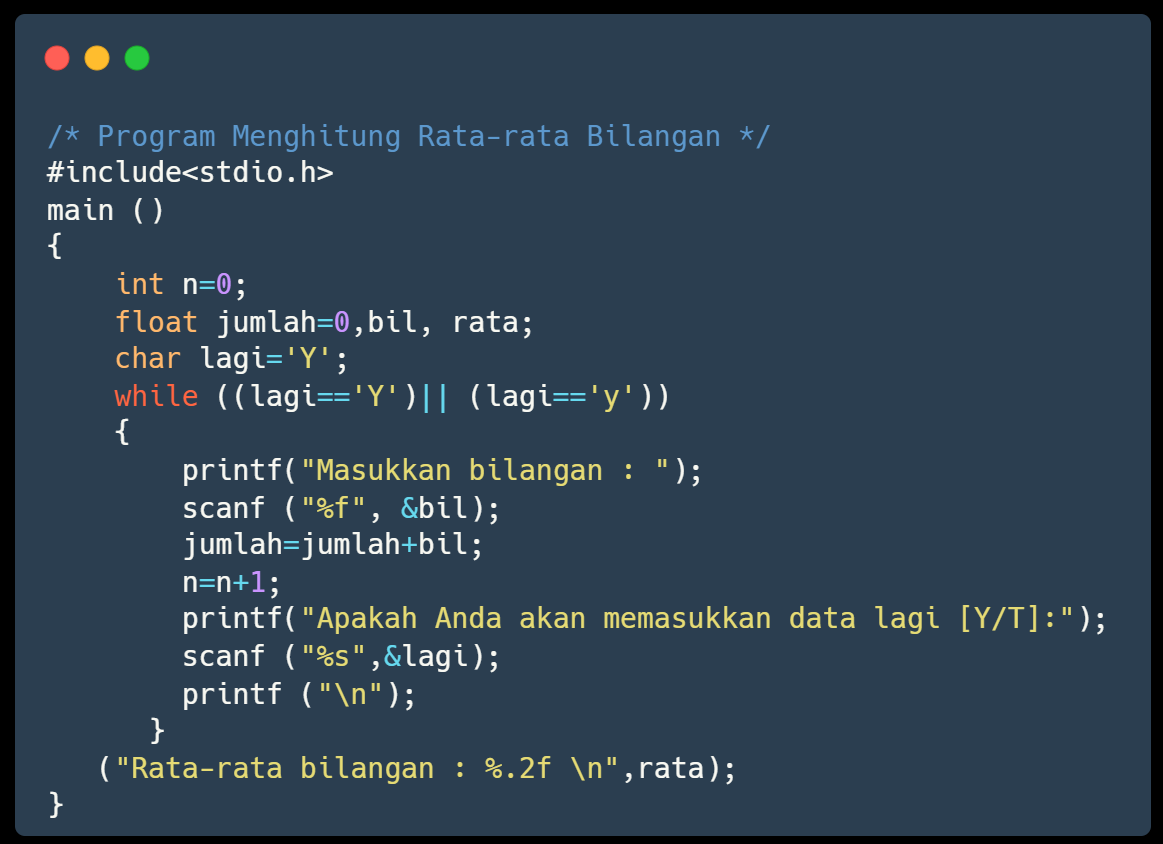 /* Program Menghitung Rata-rata Bilangan */
#include<stdio.h>
main ()
{
    int n=0;
    float jumlah=0,bil, rata;
    char lagi='Y';
    while ((lagi=='Y')|| (lagi=='y'))
    {
        printf("Masukkan bilangan : ");
        scanf ("%f", &bil);
        jumlah=jumlah+bil;
        n=n+1;
        printf("Apakah Anda akan memasukkan data lagi [Y/T]:");
        scanf ("%s",&lagi);
        printf ("\n");
      }
   ("Rata-rata bilangan : %.2f \n",rata);
}